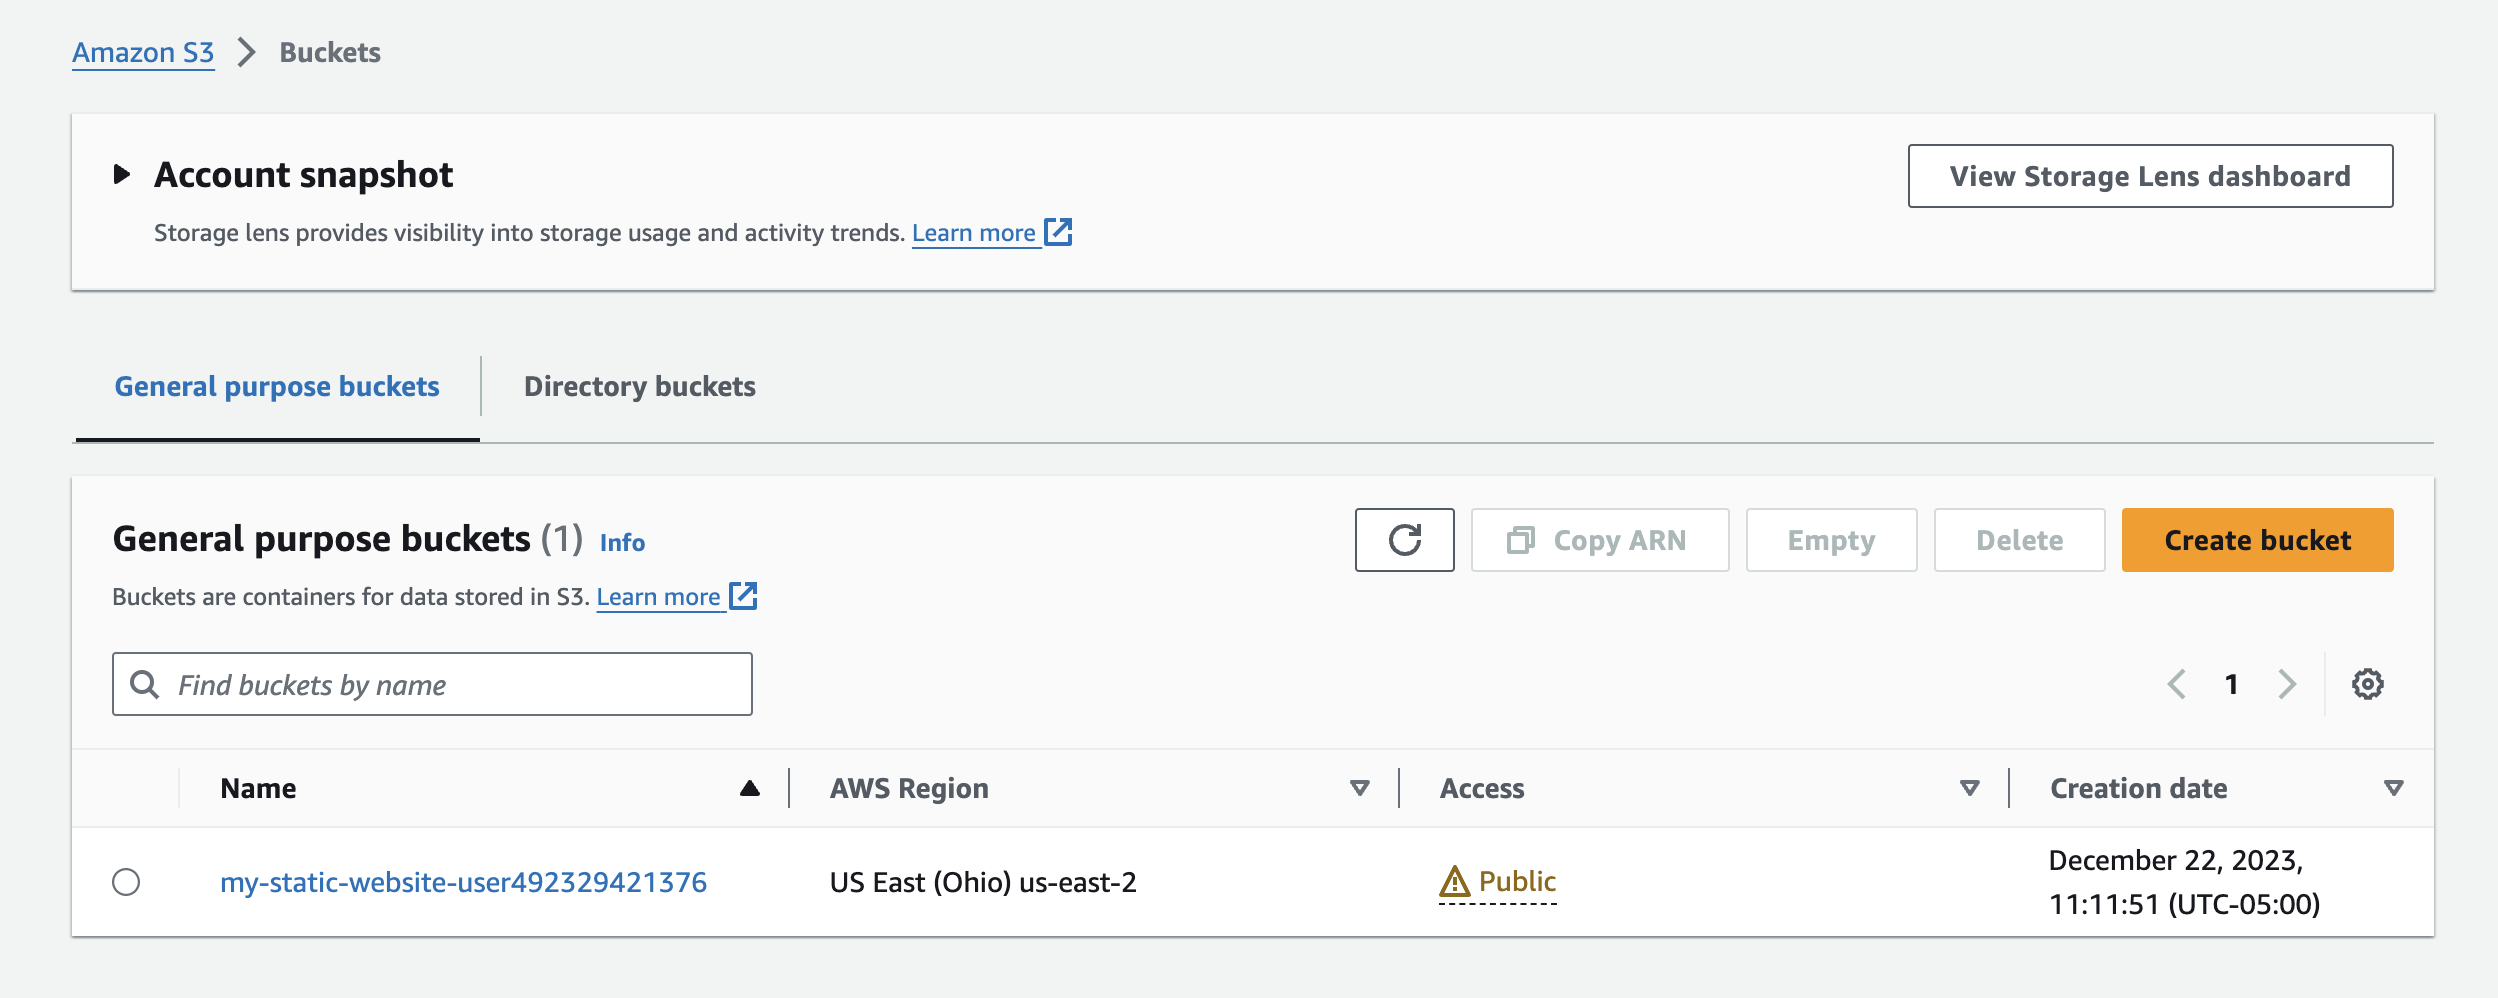 Amazon S3 Buckets
Account snapshot
View Storage Lens dashboard
Storage lens provides visibility into storage usage and activity trends. Learn more
General purpose buckets
Directory buckets
General purpose buckets (1) Info
Copy ARN
Empty
Delete
Create bucket
Buckets are containers for data stored in S3. Learn more
Find buckets by name
1
Name
AWS Region
Access
Creation date
my-static-website-user492329421376
US East (Ohio) us-east-2
Public
December 22, 2023,
11:11:51 (UTC-05:00)